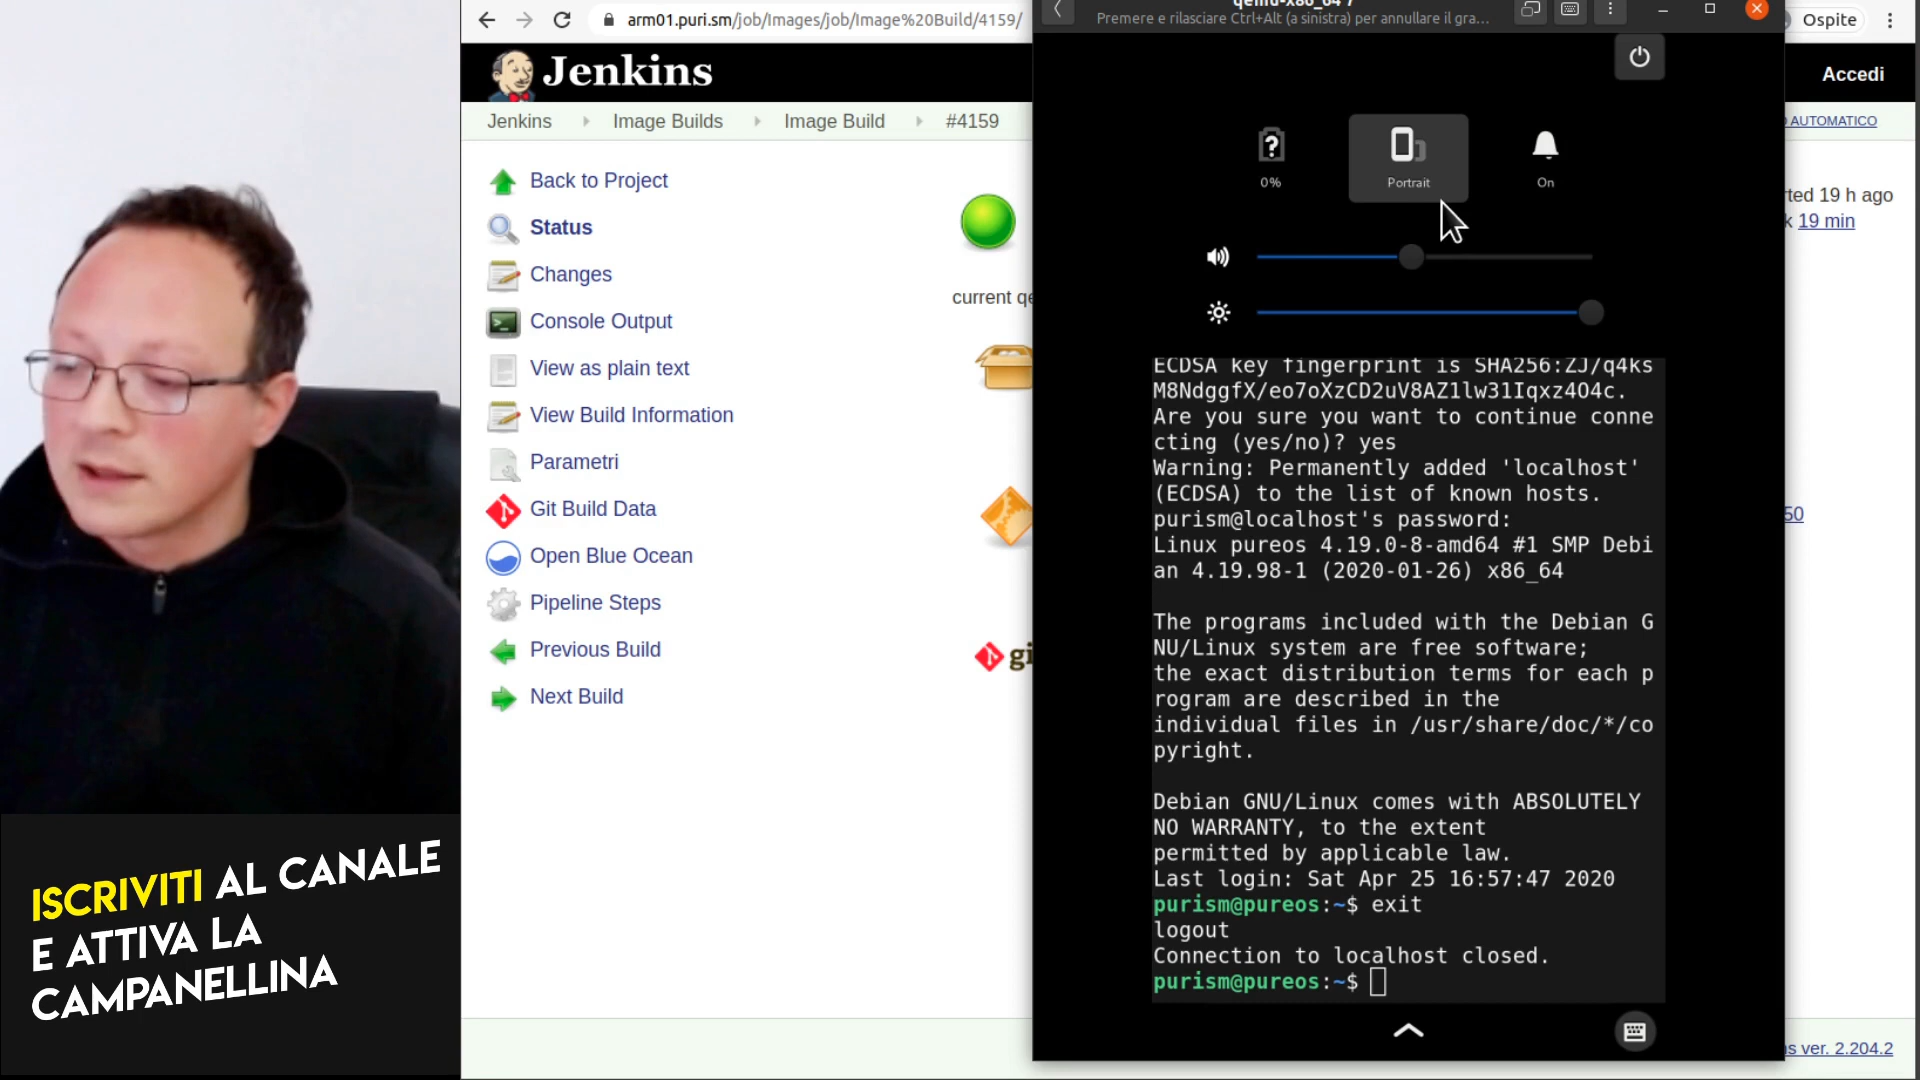 arm01.puri.sm/job/Images/job/Image%20Build/4159/
Ospite
Jenkins
Accedi
Jenkins
Image Builds
Image Build
#4159
AUTOMATICO
Back to Project
Status
Changes
Console Output
View as plain text
View Build Information
Parametri
Git Build Data
Open Blue Ocean
Pipeline Steps
Previous Build
Next Build
19 h ago
19 min
current
50
ver. 2.204.2
Premere e rilasciare Ctrl+Alt (a sinistra) per annullare il gra...
0%
Portrait
On
ECDSA key fingerprint is SHA256:ZJ/q4ks
M8NdggfX/eo7oXzCD2uV8AZ1lw31Iqxz4O4c.
Are you sure you want to continue conne
cting (yes/no)? yes
Warning: Permanently added 'localhost'
(ECDSA) to the list of known hosts.
purism@localhost's password:
Linux pureos 4.19.0-8-amd64 #1 SMP Debi
an 4.19.98-1 (2020-01-26) x86_64
The programs included with the Debian G
NU/Linux system are free software;
the exact distribution terms for each p
rogram are described in the
individual files in /usr/share/doc/*/co
pyright.
Debian GNU/Linux comes with ABSOLUTELY
NO WARRANTY, to the extent
permitted by applicable law.
Last login: Sat Apr 25 16:57:47 2020
purism@pureos:~$ exit
logout
Connection to localhost closed.
purism@pureos:~$
ISCRIVITI AL CANALE
E ATTIVA LA
CAMPANELLINA